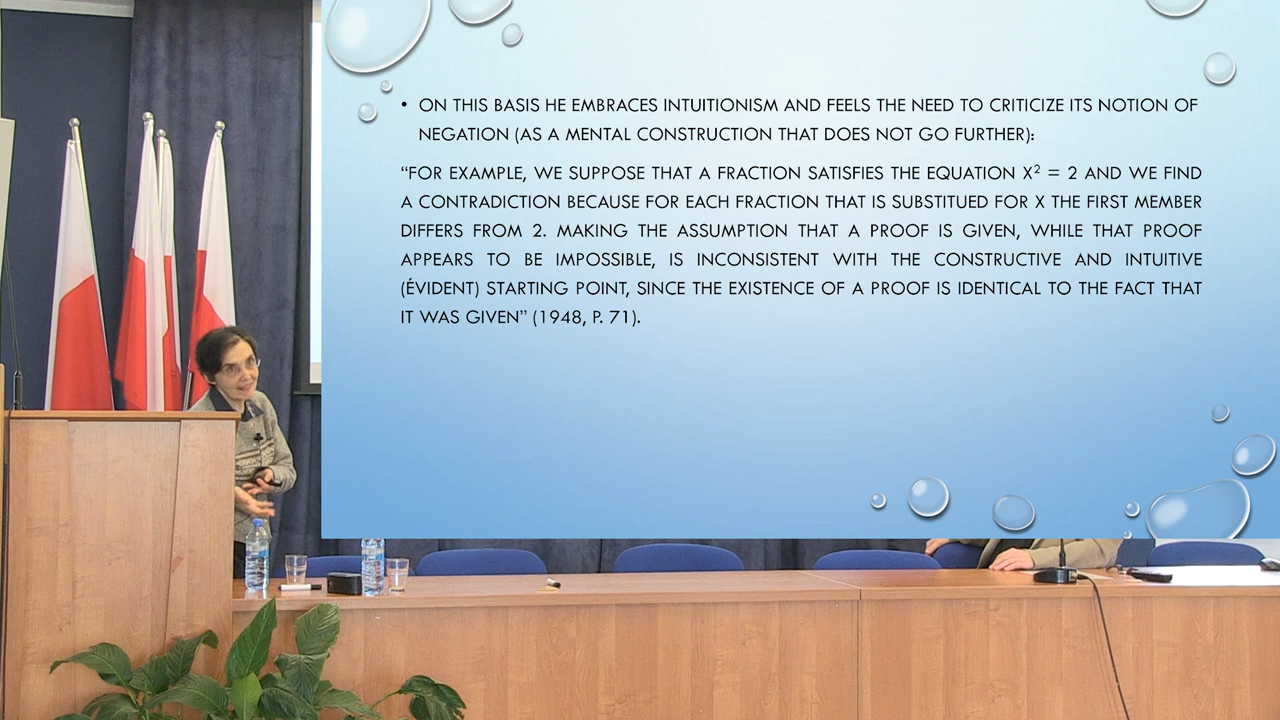 • ON THIS BASIS HE EMBRACES INTUITIONISM AND FEELS THE NEED TO CRITICIZE ITS NOTION OF
NEGATION (AS A MENTAL CONSTRUCTION THAT DOES NOT GO FURTHER):
“FOR EXAMPLE, WE SUPPOSE THAT A FRACTION SATISFIES THE EQUATION X² = 2 AND WE FIND
A CONTRADICTION BECAUSE FOR EACH FRACTION THAT IS SUBSTITUED FOR X THE FIRST MEMBER
DIFFERS FROM 2. MAKING THE ASSUMPTION THAT A PROOF IS GIVEN, WHILE THAT PROOF
APPEARS TO BE IMPOSSIBLE, IS INCONSISTENT WITH THE CONSTRUCTIVE AND INTUITIVE
(ÉVIDENT) STARTING POINT, SINCE THE EXISTENCE OF A PROOF IS IDENTICAL TO THE FACT THAT
IT WAS GIVEN” (1948, P. 71).